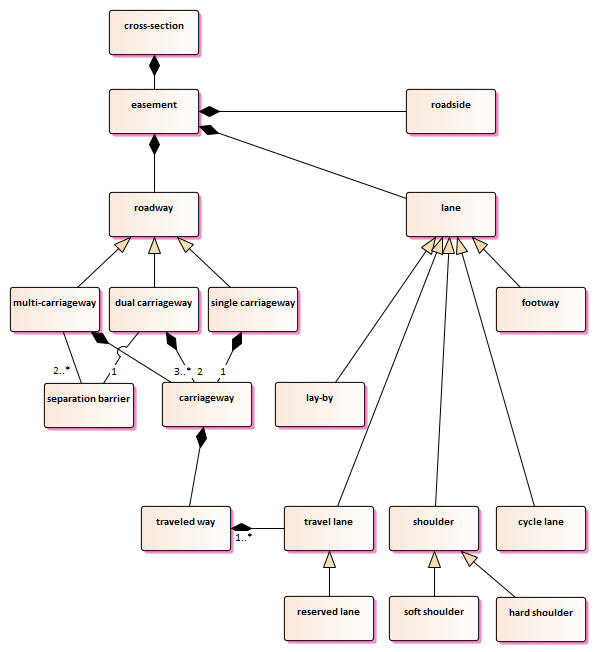 cross-section
easement
roadside
roadway
lane
multi-carriageway
dual carriageway
single carriageway
footway
2..*
1
3..*
2
1
separation barrier
carriageway
lay-by
traveled way
travel lane
shoulder
cycle lane
1..*
reserved lane
soft shoulder
hard shoulder